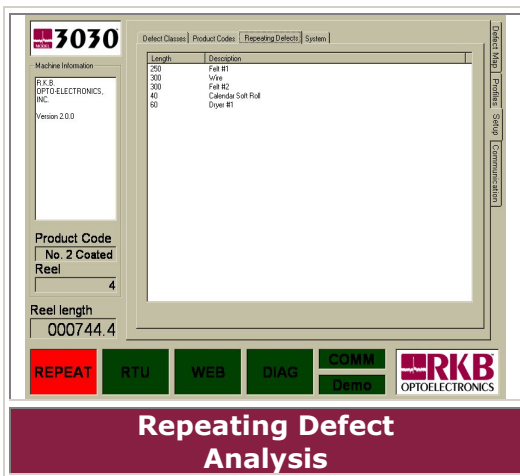 MODEL 3030
Machine Information
R.K.B.
OPTO-ELECTRONICS,
INC.
Version 2.0.0
Product Code
No. 2 Coated
Reel
4
Reel length
000744.4
Defect Classes Product Codes Repeating Defects System
Length Description
250 Felt #1
300 Wire
300 Felt #2
40 Calendar Soft Roll
60 Dryer #1
Defect Map
Profiles
Setup
Communication
REPEAT RTU WEB DIAG COMM
Demo
RKB
OPTOELECTRONICS
Repeating Defect
Analysis